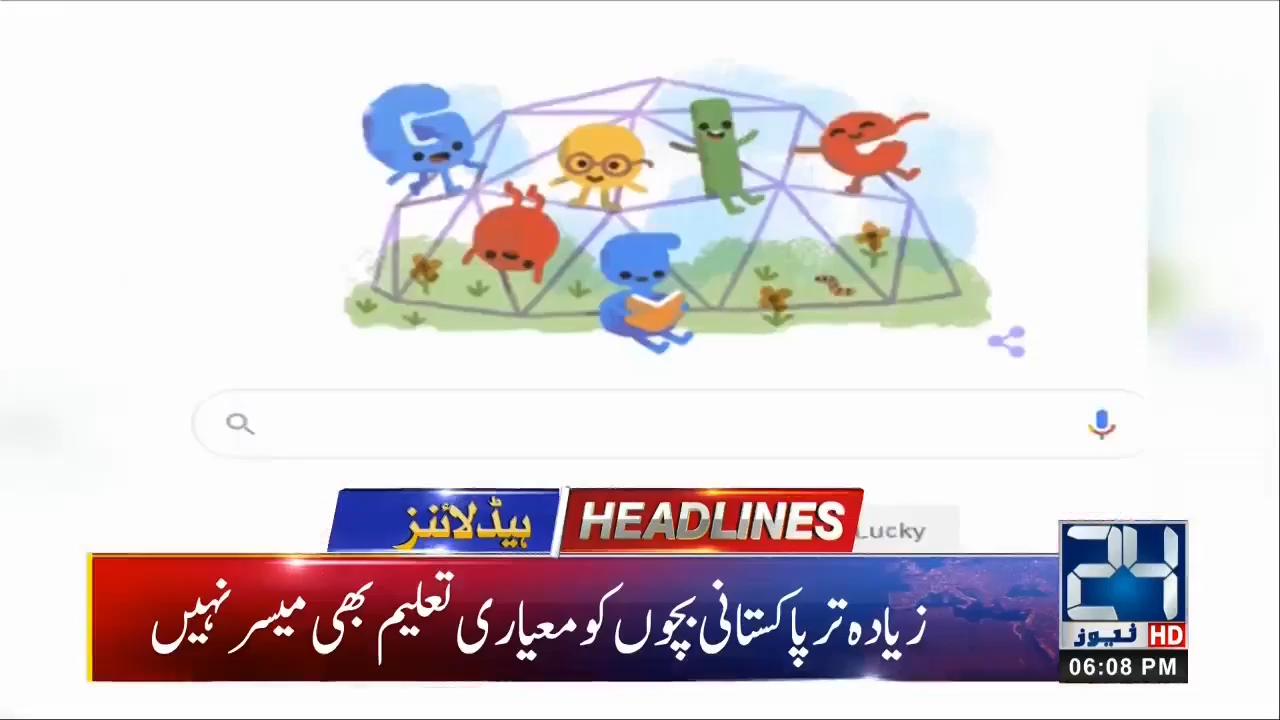 Lucky
ہیڈلائنز HEADLINES
زیادہ تر پاکستانی بچوں کو معیاری تعلیم بھی میسر نہیں
24
نیوز HD
06:08 PM